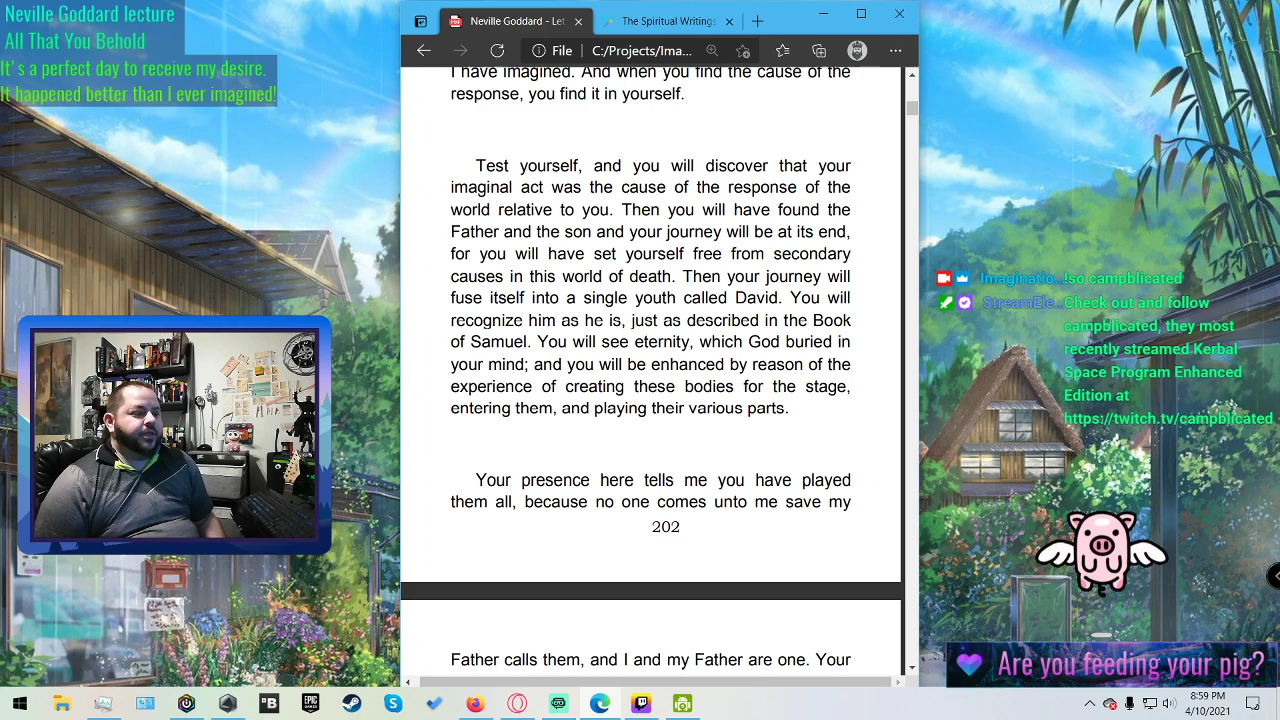 Neville Goddard lecture
All That You Behold
It's a perfect day to receive my desire.
It happened better than I ever imagined!
Neville Goddard - Let
The Spiritual Writings
File
C:/Projects/Ima...
I have imagined. And when you find the cause of the
response, you find it in yourself.
Test yourself, and you will discover that your
imaginal act was the cause of the response of the
world relative to you. Then you will have found the
Father and the son and your journey will be at its end,
for you will have set yourself free from secondary
causes in this world of death. Then your journey will
fuse itself into a single youth called David. You will
recognize him as he is, just as described in the Book
of Samuel. You will see eternity, which God buried in
your mind; and you will be enhanced by reason of the
experience of creating these bodies for the stage,
entering them, and playing their various parts.
Your presence here tells me you have played
them all, because no one comes unto me save my
202
Father calls them, and I and my Father are one. Your
Imaginatio...!so campblicated
StreamEle...Check out and follow
campblicated, they most
recently streamed Kerbal
Space Program Enhanced
Edition at
https://twitch.tv/campblicated
Are you feeding your pig?
EPIC
GAMES
8:59 PM
4/10/2021